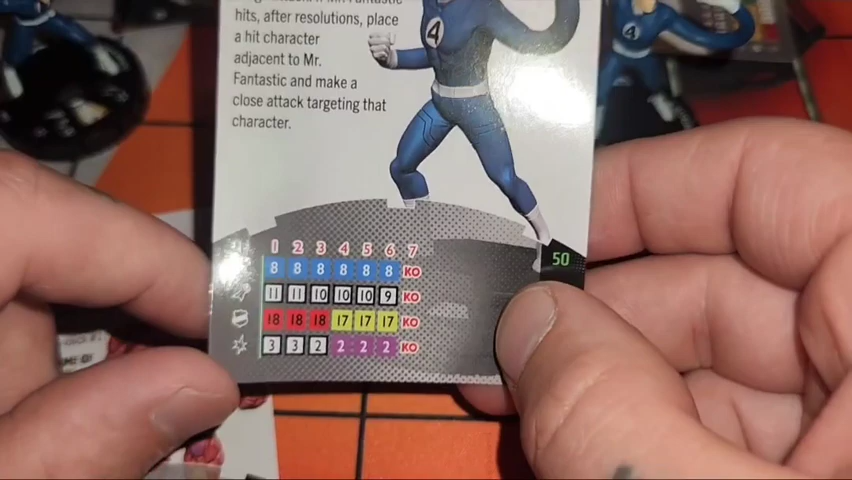 hits, after resolutions, place
a hit character
adjacent to Mr.
Fantastic and make a
close attack targeting that
character.
4
4
1 2 3 4 5 6 7
8 8 8 8 8 8 KO
11 11 10 10 10 9 KO
18 18 18 17 17 17 KO
3 3 2 2 2 2 KO
50